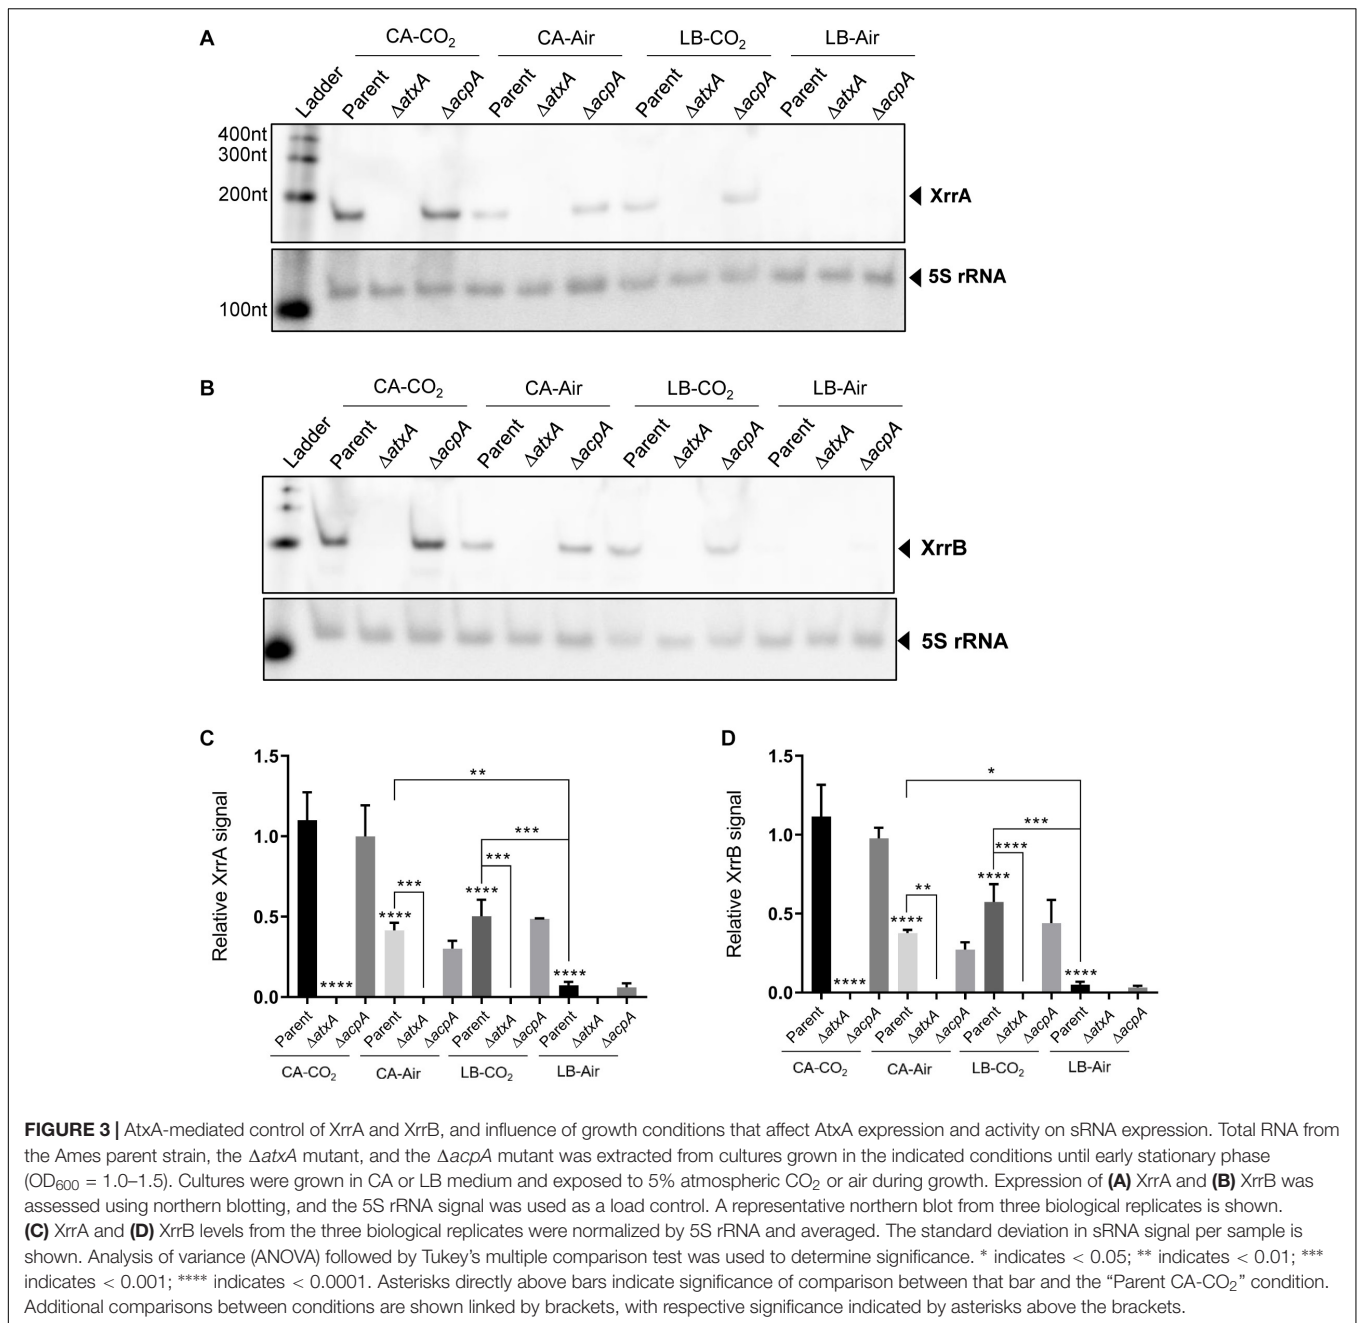 A
CA-CO2 CA-Air LB-CO2 LB-Air
Ladder Parent ΔatxA ΔacpA Parent ΔatxA ΔacpA Parent ΔatxA ΔacpA Parent ΔatxA ΔacpA
400nt
300nt
200nt
XrrA
5S rRNA
100nt
B
CA-CO2 CA-Air LB-CO2 LB-Air
Ladder Parent ΔatxA ΔacpA Parent ΔatxA ΔacpA Parent ΔatxA ΔacpA Parent ΔatxA ΔacpA
XrrB
5S rRNA
C
Relative XrrA signal
1.5
1.0
0.5
0.0
**
***
***
***
****
****
****
****
Parent ΔatxA ΔacpA Parent ΔatxA ΔacpA Parent ΔatxA ΔacpA Parent ΔatxA ΔacpA
CA-CO2 CA-Air LB-CO2 LB-Air
D
Relative XrrB signal
1.5
1.0
0.5
0.0
*
***
****
****
**
****
****
****
Parent ΔatxA ΔacpA Parent ΔatxA ΔacpA Parent ΔatxA ΔacpA Parent ΔatxA ΔacpA
CA-CO2 CA-Air LB-CO2 LB-Air
FIGURE 3 | AtxA-mediated control of XrrA and XrrB, and influence of growth conditions that affect AtxA expression and activity on sRNA expression. Total RNA from
the Ames parent strain, the ΔatxA mutant, and the ΔacpA mutant was extracted from cultures grown in the indicated conditions until early stationary phase
(OD600 = 1.0–1.5). Cultures were grown in CA or LB medium and exposed to 5% atmospheric CO2 or air during growth. Expression of (A) XrrA and (B) XrrB was
assessed using northern blotting, and the 5S rRNA signal was used as a load control. A representative northern blot from three biological replicates is shown.
(C) XrrA and (D) XrrB levels from the three biological replicates were normalized by 5S rRNA and averaged. The standard deviation in sRNA signal per sample is
shown. Analysis of variance (ANOVA) followed by Tukey's multiple comparison test was used to determine significance. * indicates < 0.05; ** indicates < 0.01; ***
indicates < 0.001; **** indicates < 0.0001. Asterisks directly above bars indicate significance of comparison between that bar and the "Parent CA-CO2" condition.
Additional comparisons between conditions are shown linked by brackets, with respective significance indicated by asterisks above the brackets.